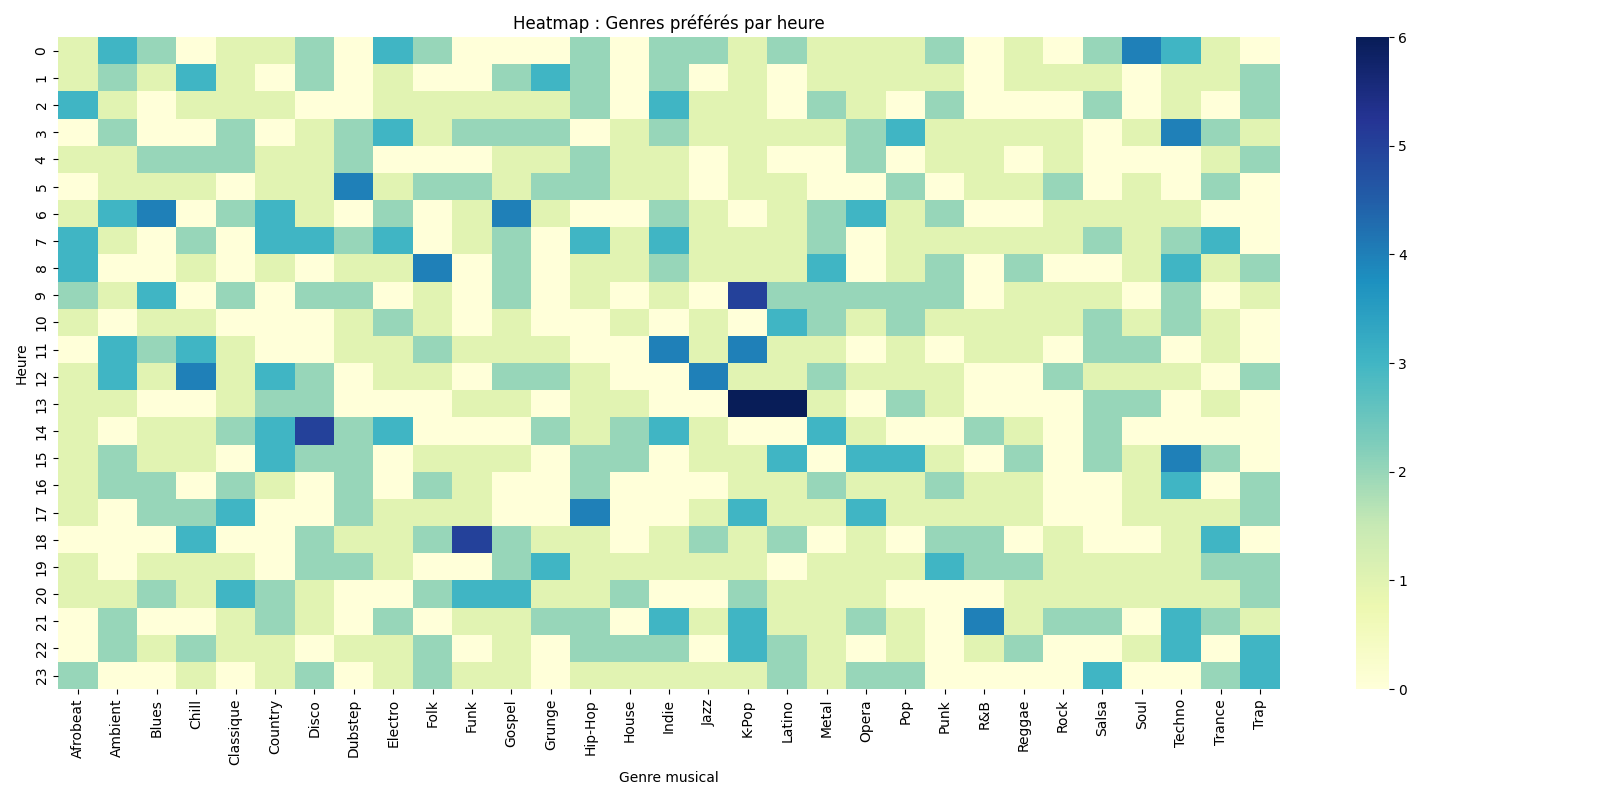 Heatmap : Genres préférés par heure
Heure
0
1
2
3
4
5
6
7
8
9
10
11
12
13
14
15
16
17
18
19
20
21
22
23
Afrobeat
Ambient
Blues
Chill
Classique
Country
Disco
Dubstep
Electro
Folk
Funk
Gospel
Grunge
Hip-Hop
House
Indie
Jazz
K-Pop
Latino
Metal
Opera
Pop
Punk
R&B
Reggae
Rock
Salsa
Soul
Techno
Trance
Trap
Genre musical
6
5
4
3
2
1
0